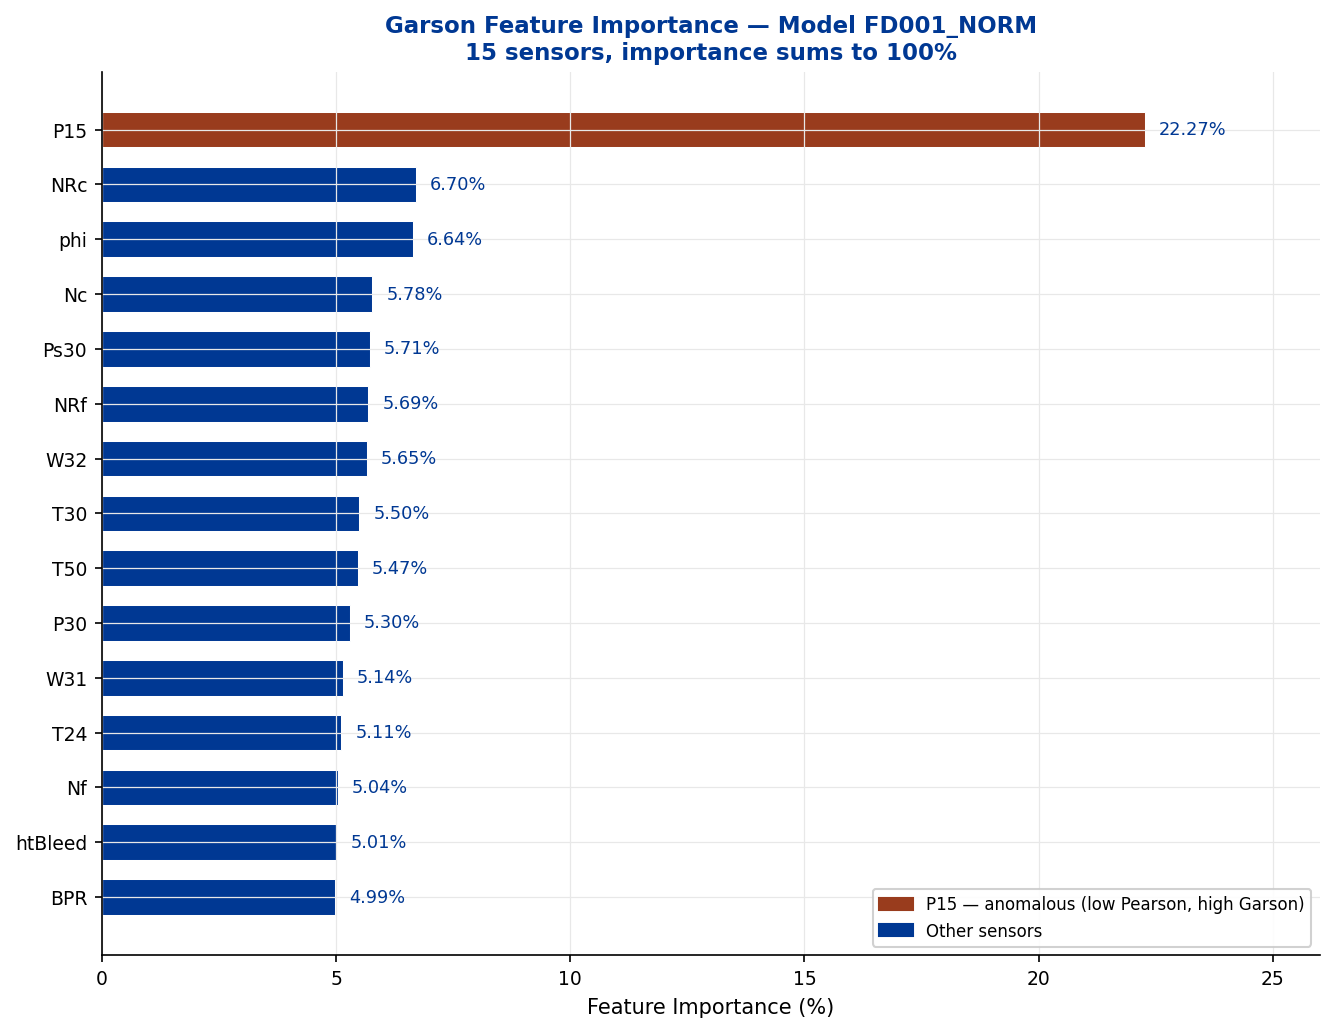 Garson Feature Importance — Model FD001_NORM
15 sensors, importance sums to 100%
P15 22.27%
NRc 6.70%
phi 6.64%
Nc 5.78%
Ps30 5.71%
NRf 5.69%
W32 5.65%
T30 5.50%
T50 5.47%
P30 5.30%
W31 5.14%
T24 5.11%
Nf 5.04%
htBleed 5.01%
BPR 4.99%
P15 — anomalous (low Pearson, high Garson)
Other sensors
0 5 10 15 20 25
Feature Importance (%)